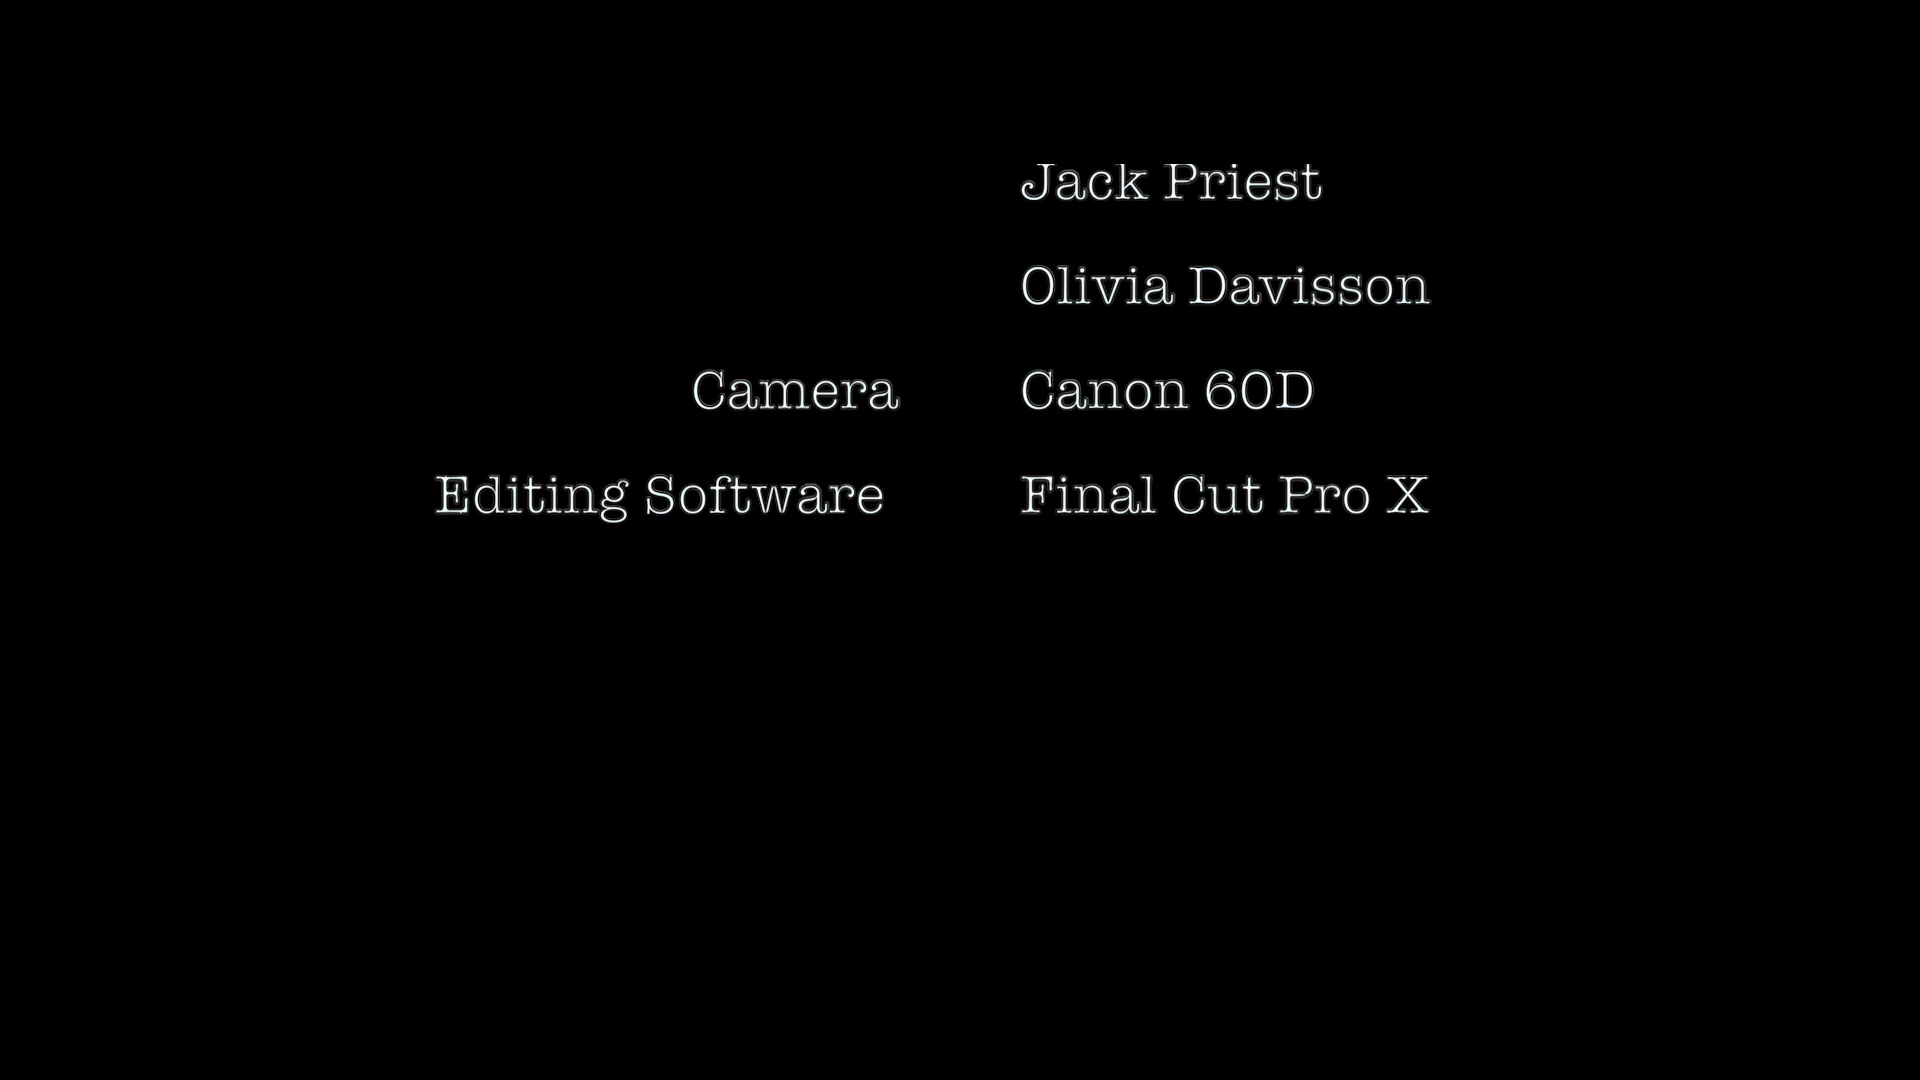 Jack Priest
Olivia Davisson
Camera Canon 60D
Editing Software Final Cut Pro X